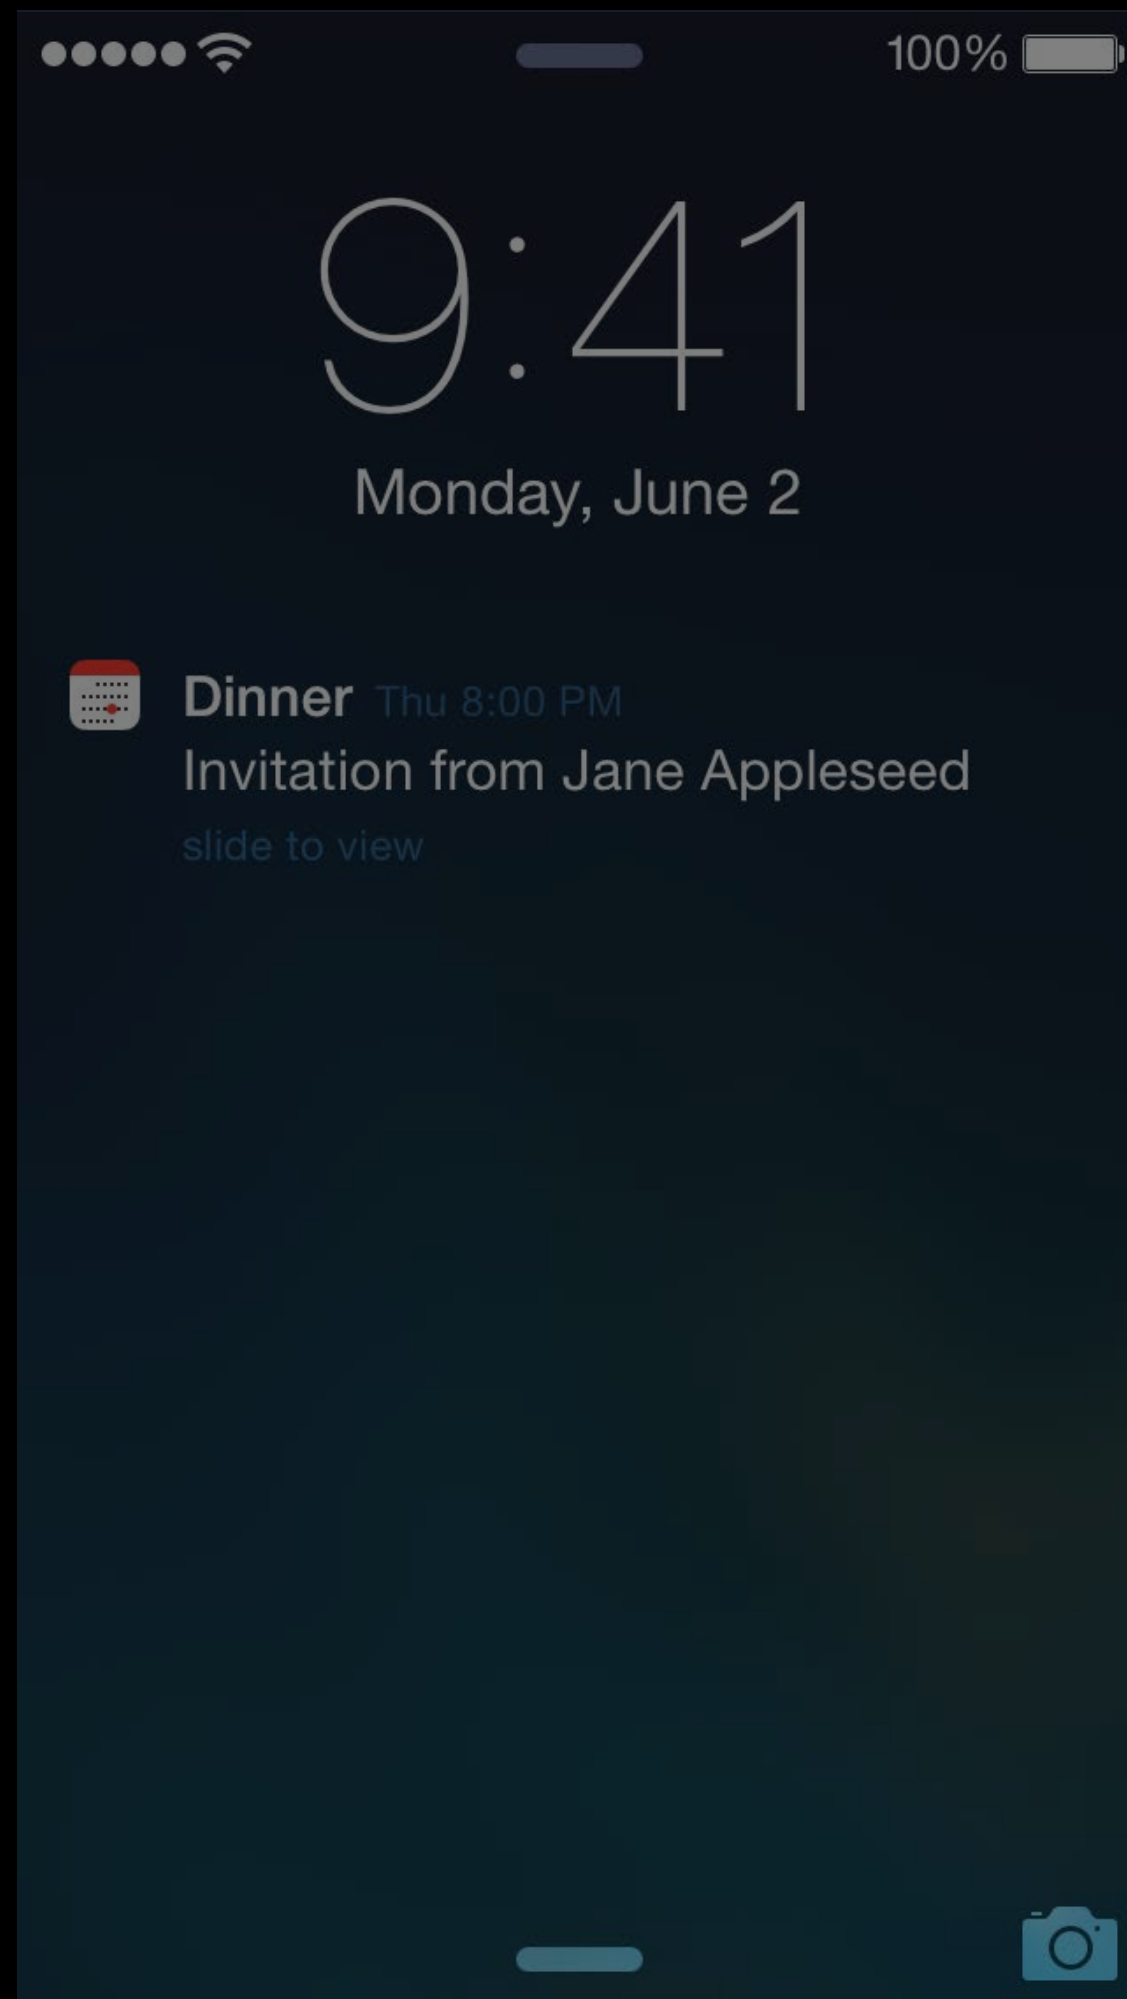 100%
9:41
Monday, June 2
Dinner Thu 8:00 PM
Invitation from Jane Appleseed
slide to view